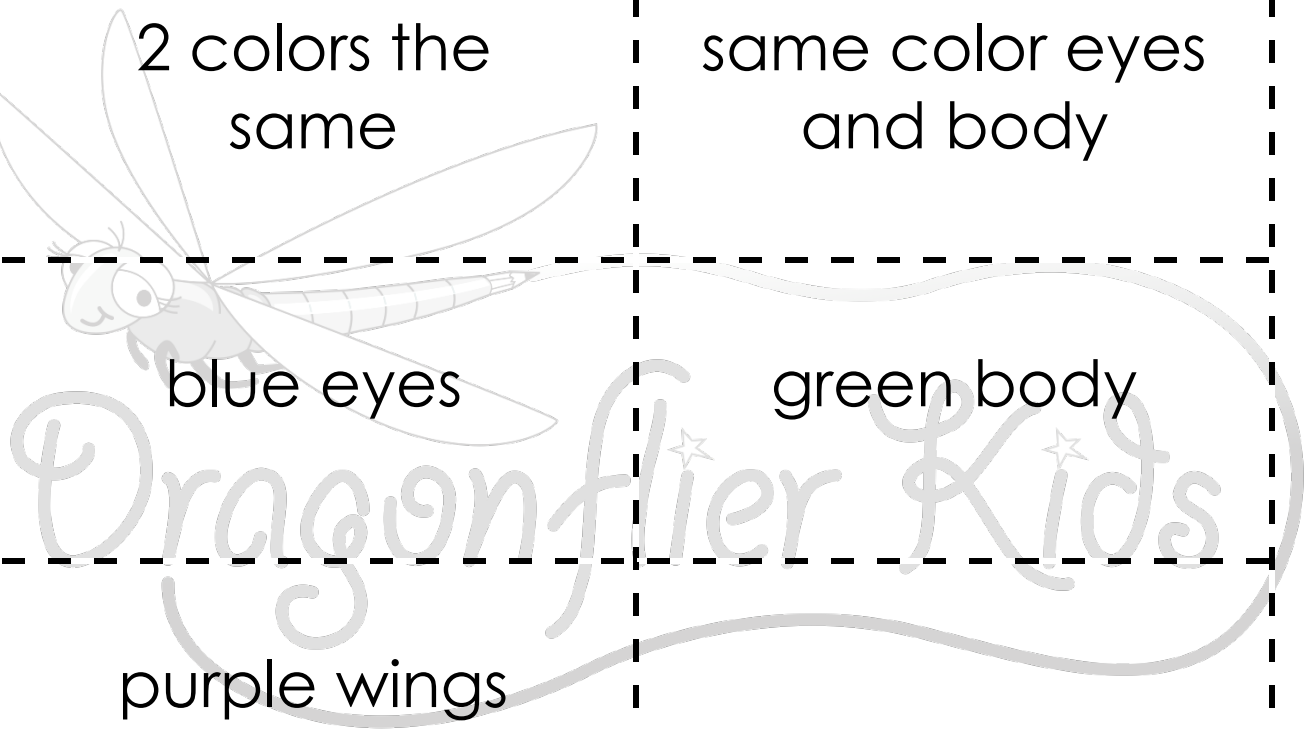 2 colors the
same
same color eyes
and body
blue eyes
green body
Dragonflier Kids
purple wings